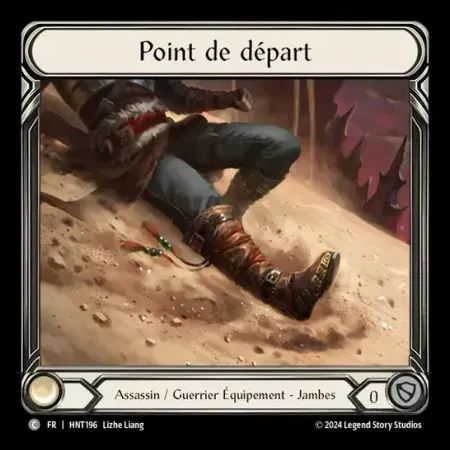 Point de départ
Assassin / Guerrier Équipement - Jambes
0
C FR | HNT196 Lizhe Liang
© 2024 Legend Story Studios